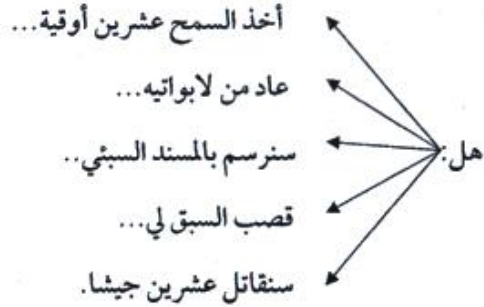 أخذ السمح عشرين أوقية...
عاد من لابواتيه...
هل:
سنرسم بالمسند السبئي..
قصب السبق لي...
سنقاتل عشرين جيشا.